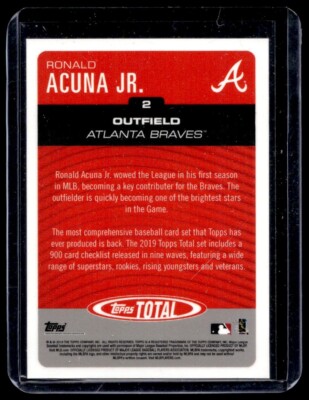 RONALD
ACUNA JR.
A
2
OUTFIELD
ATLANTA BRAVES™
Ronald Acuna Jr. wowed the League in his first season
in MLB, becoming a key contributor for the Braves. The
outfielder is quickly becoming one of the brightest stars
in the Game.
The most comprehensive baseball card set that Topps has
ever produced is back. The 2019 Topps Total set includes a
900 card checklist released in nine waves, featuring a wide
range of superstars, rookies, rising youngsters and veterans.
Topps TOTAL
Topps